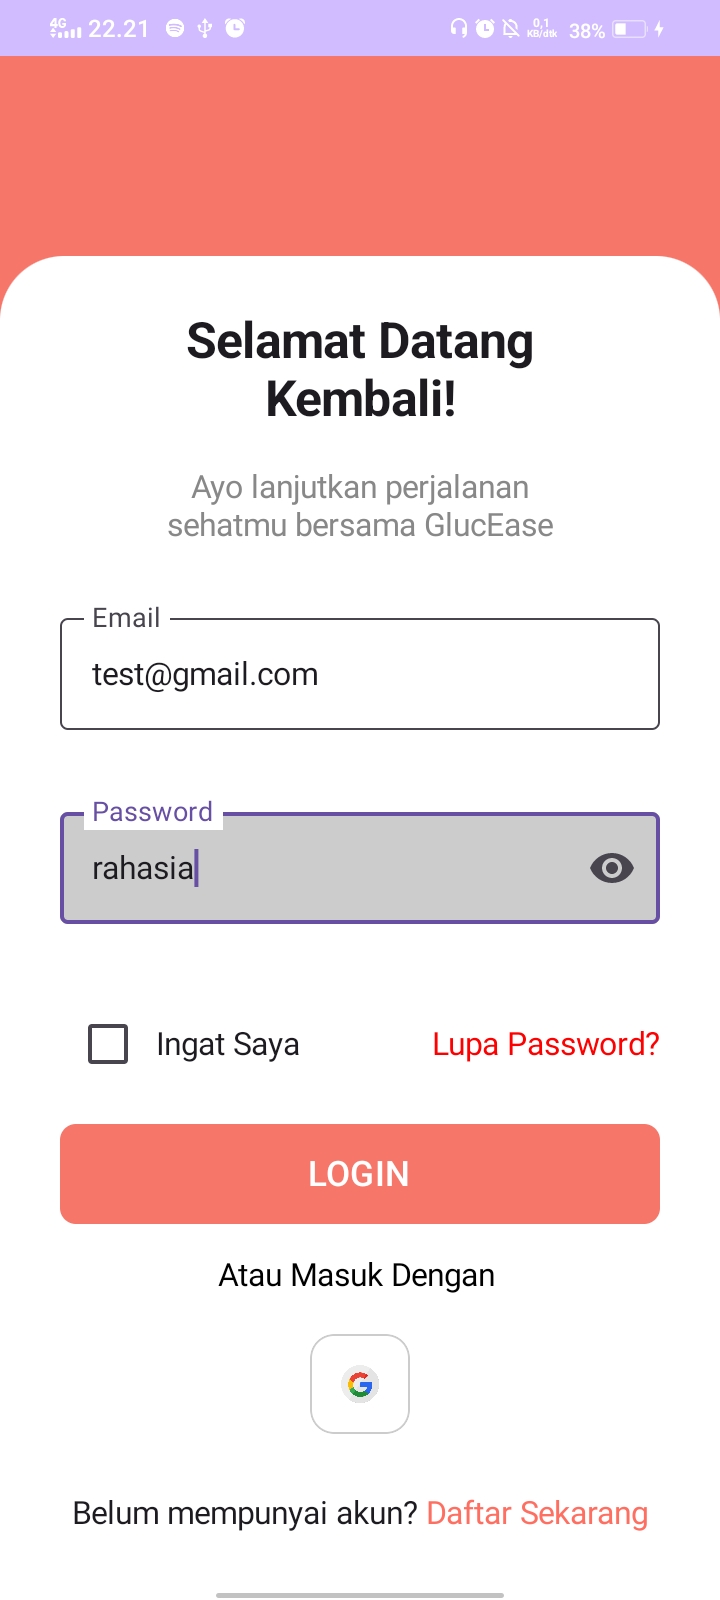 4G 22.21 0,1 KB/dtk 38%
Selamat Datang
Kembali!
Ayo lanjutkan perjalanan
sehatmu bersama GlucEase
Email
test@gmail.com
Password
rahasia
Ingat Saya Lupa Password?
LOGIN
Atau Masuk Dengan
G
Belum mempunyai akun? Daftar Sekarang